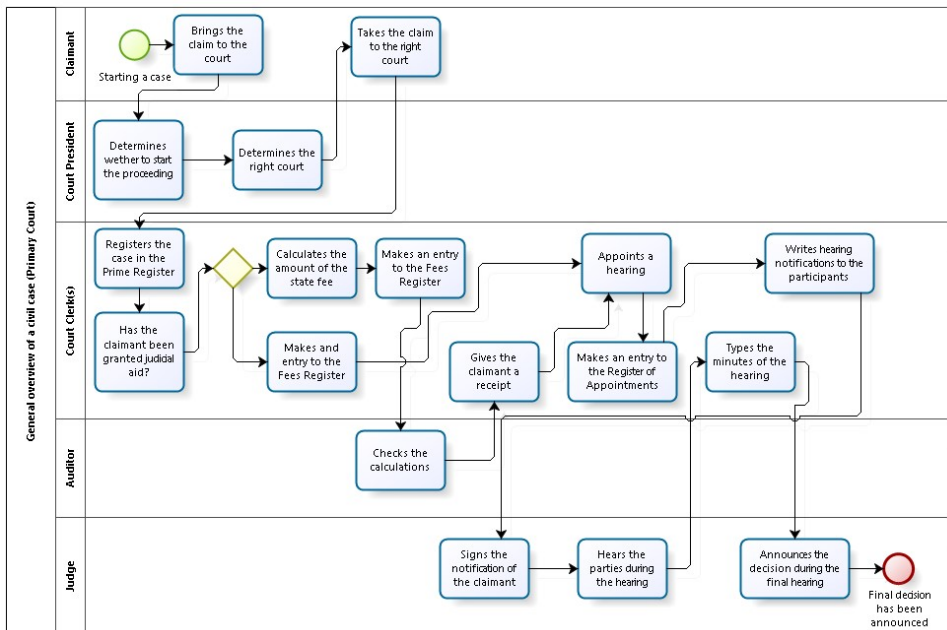 General overview of a civil case (Primary Court)
Claimant
Starting a case
Brings the
claim to the
court
Takes the claim
to the right
court
Court President
Determines
wether to start
the proceeding
Determines the
right court
Court Clerk(s)
Registers the
case in the
Prime Register
Has the
claimant been
granted judicial
aid?
Calculates the
amount of the
state fee
Makes an entry
to the Fees
Register
Makes and
entry to the
Fees Register
Gives the
claimant a
receipt
Appoints a
hearing
Makes an entry
to the Register of
Appointments
Writes hearing
notifications to the
participants
Types the
minutes of the
hearing
Auditor
Checks the
calculations
Judge
Signs the
notification of
the claimant
Hears the
parties during
the hearing
Announces the
decision during the
final hearing
Final decision
has been
announced